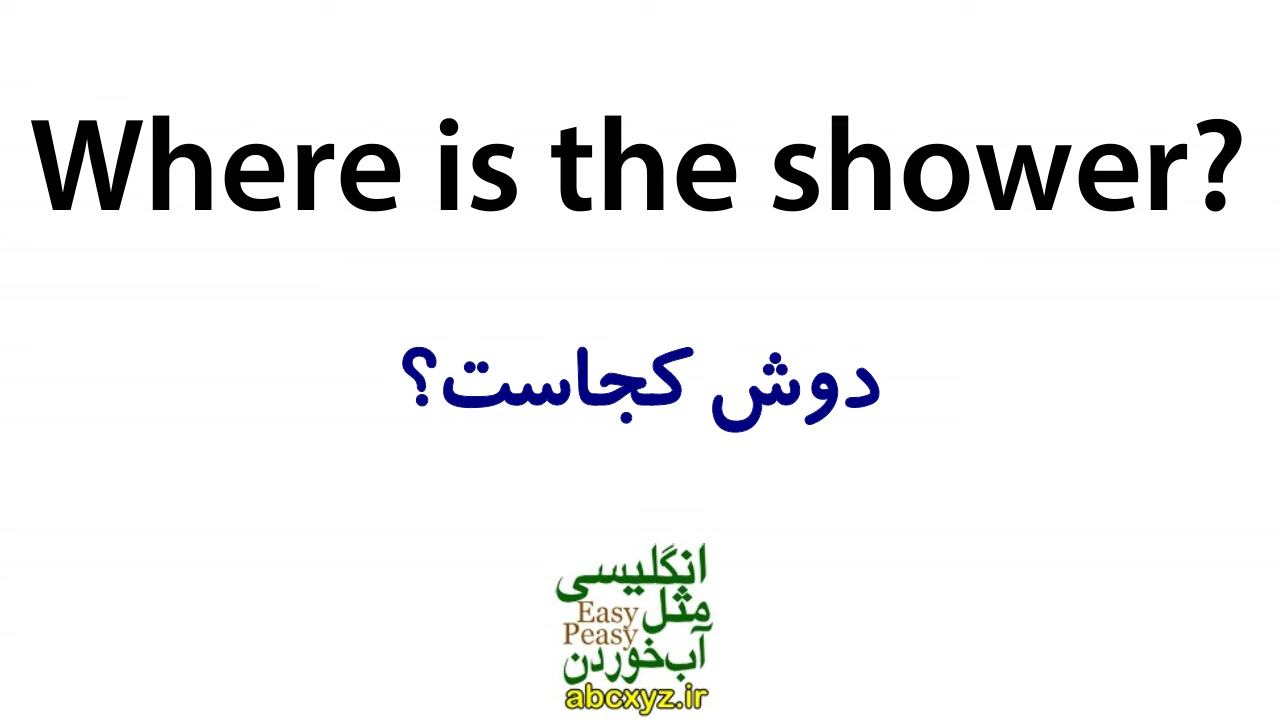 Where is the shower?
دوش کجاست؟
انگلیسی
مثل Easy
Peasy
آب‌خوردن
abcxyz.ir